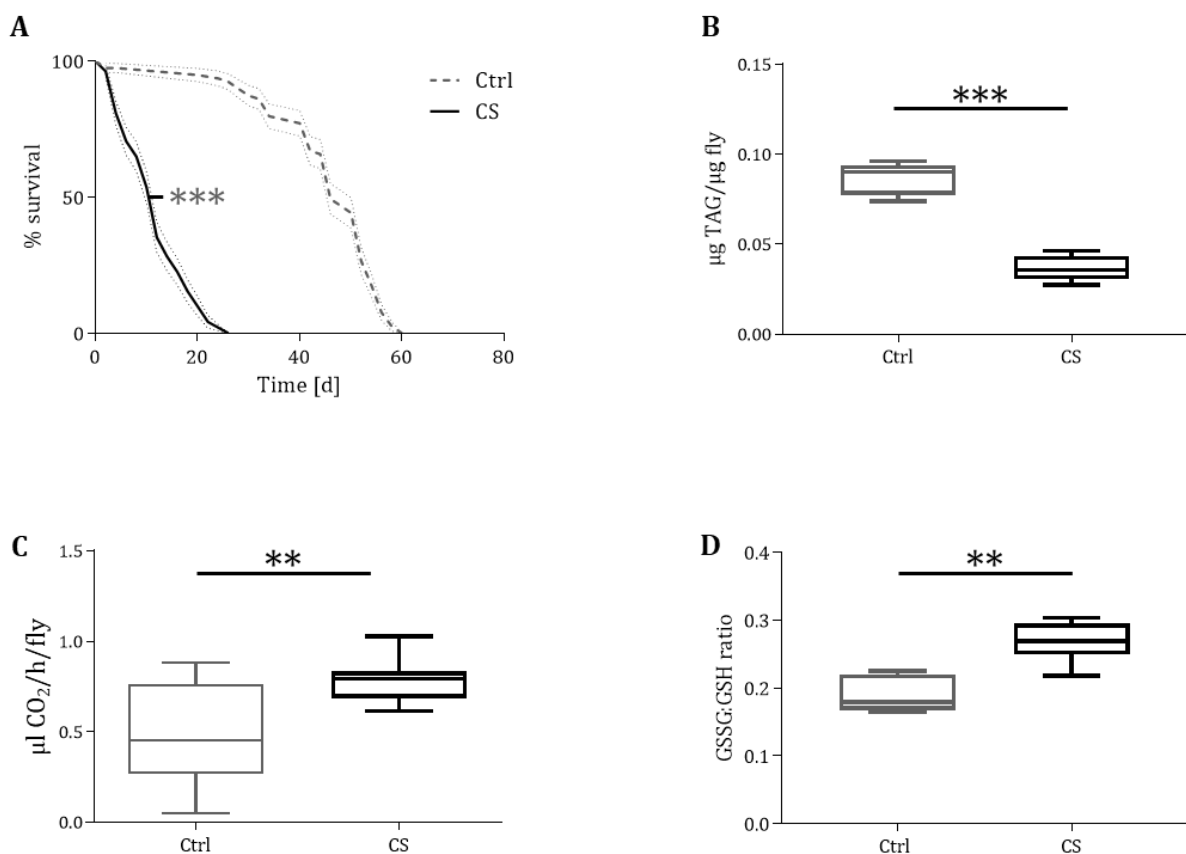 A
% survival
100
50
0
0
20
40
60
80
Time [d]
Ctrl
CS
***
B
µg TAG/µg fly
0.15
0.10
0.05
0.00
***
Ctrl
CS
C
µl CO₂/h/fly
1.5
1.0
0.5
0.0
**
Ctrl
CS
D
GSSG:GSH ratio
0.4
0.3
0.2
0.1
0.0
**
Ctrl
CS